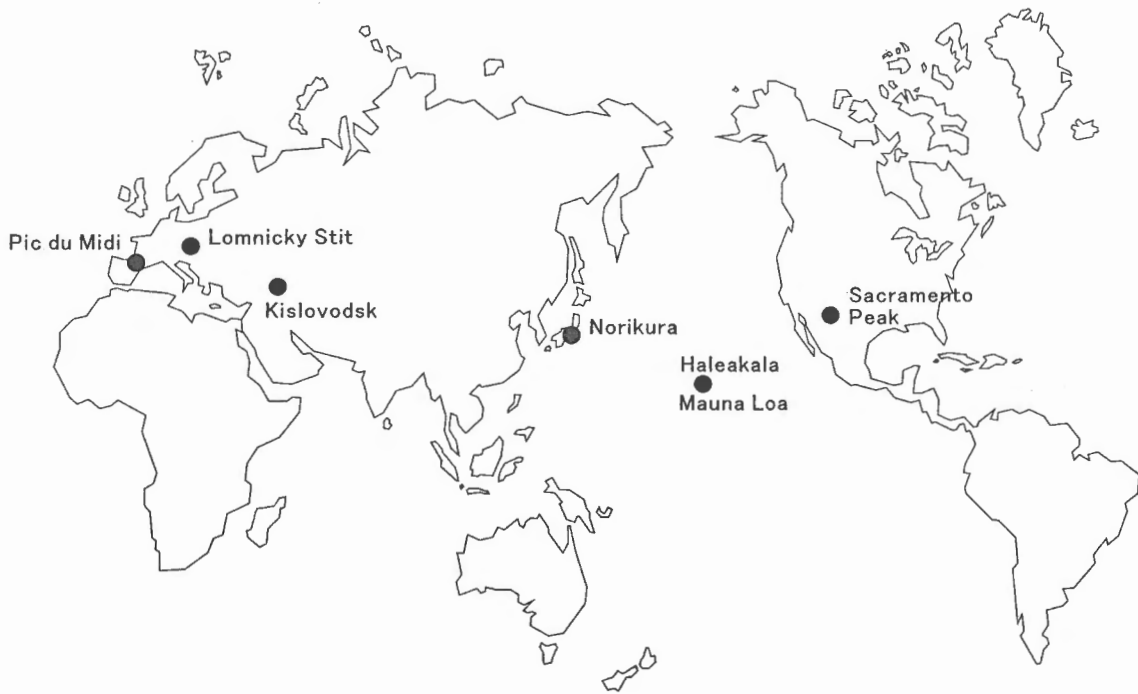 Pic du Midi
Lomnicky Stit
Kislovodsk
Norikura
Sacramento
Peak
Haleakala
Mauna Loa